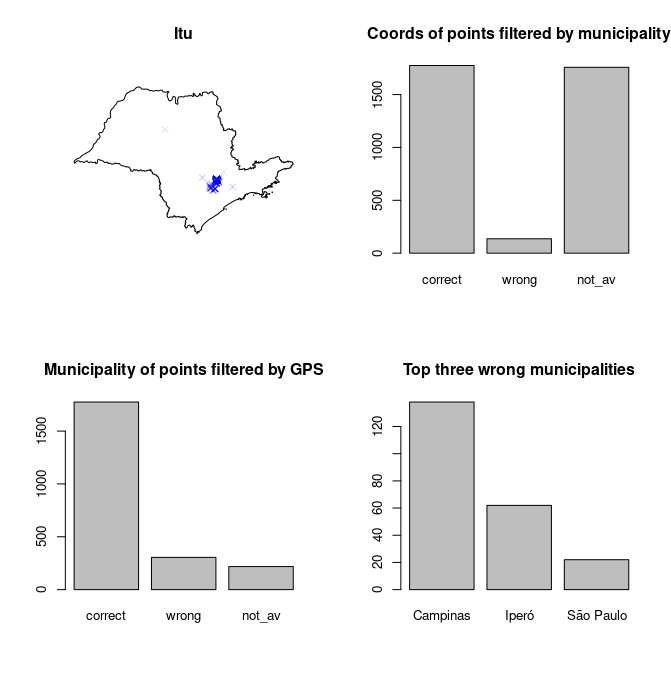 Itu
Coords of points filtered by municipality
0
500
1000
1500
correct wrong not_av
Municipality of points filtered by GPS
0
500
1000
1500
correct wrong not_av
Top three wrong municipalities
0
20
40
60
80
120
Campinas Iperó São Paulo